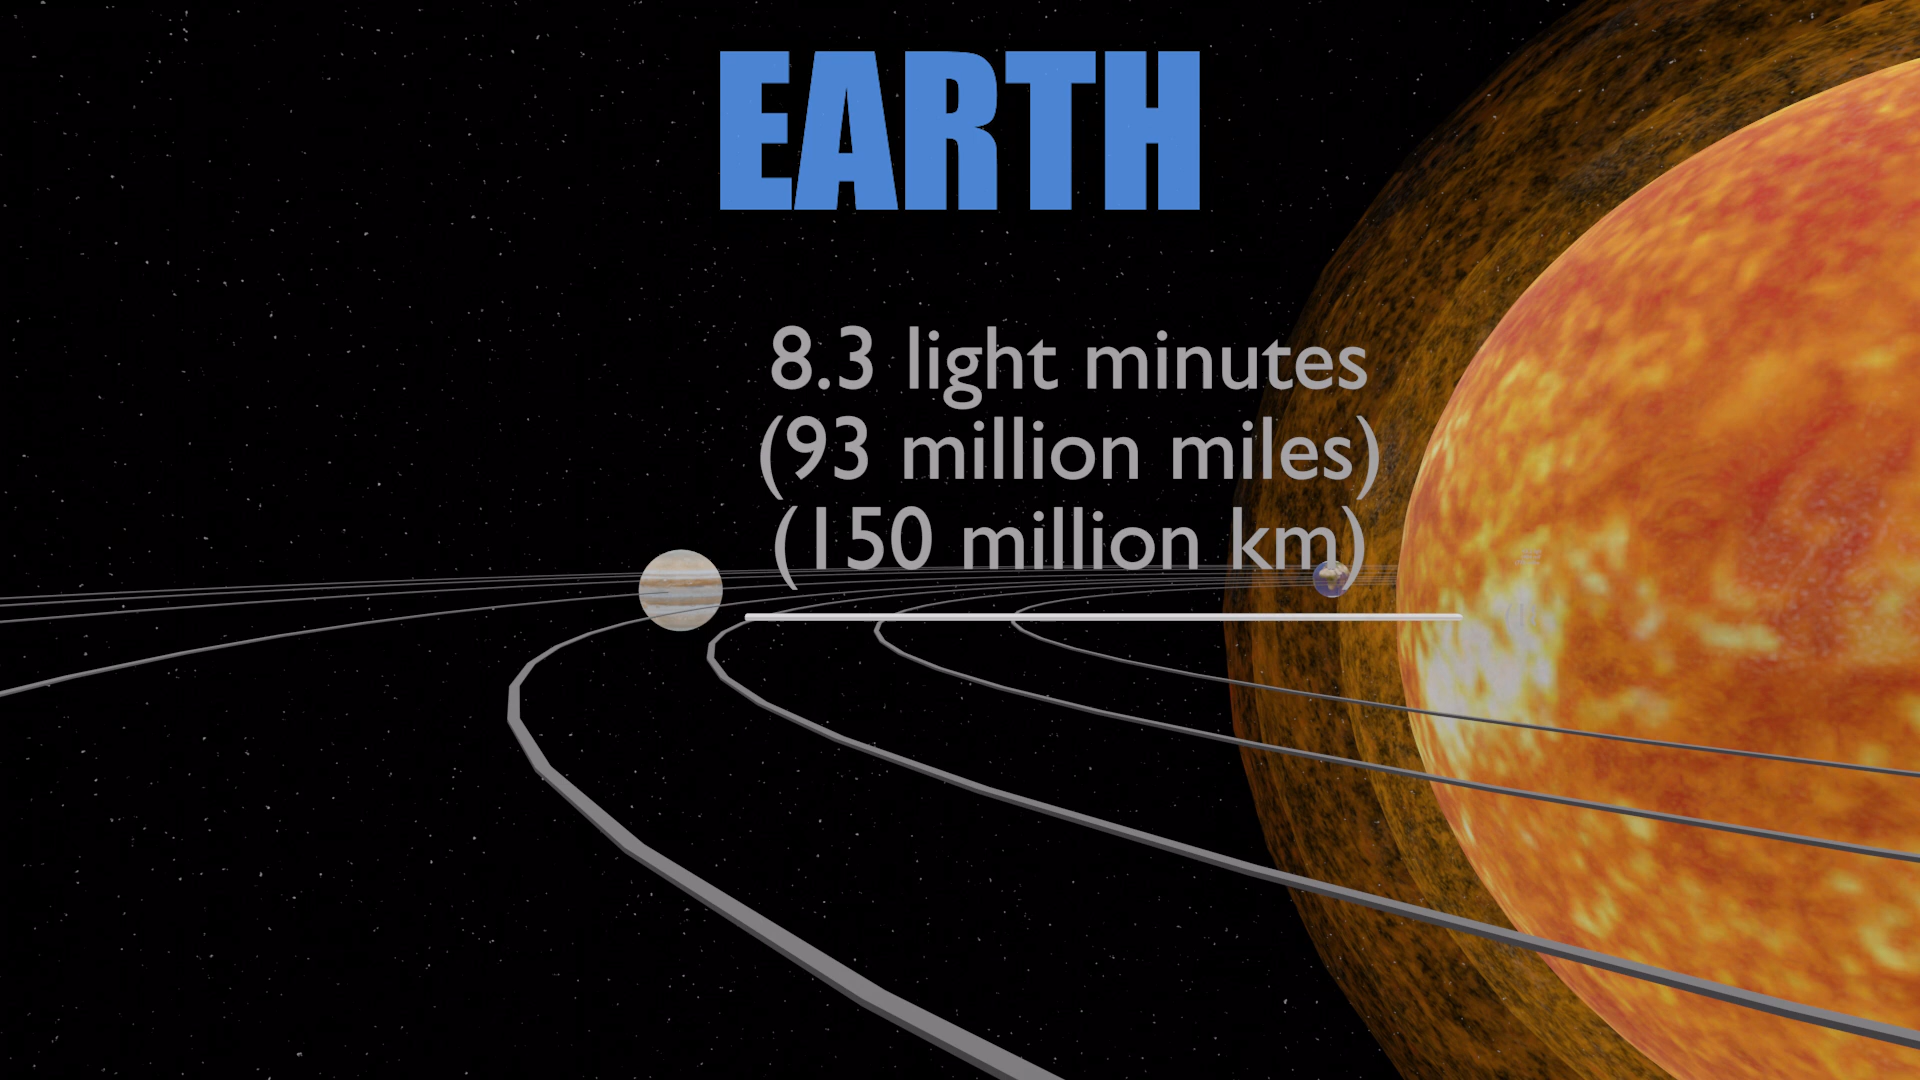 EARTH
8.3 light minutes
(93 million miles)
(150 million km)